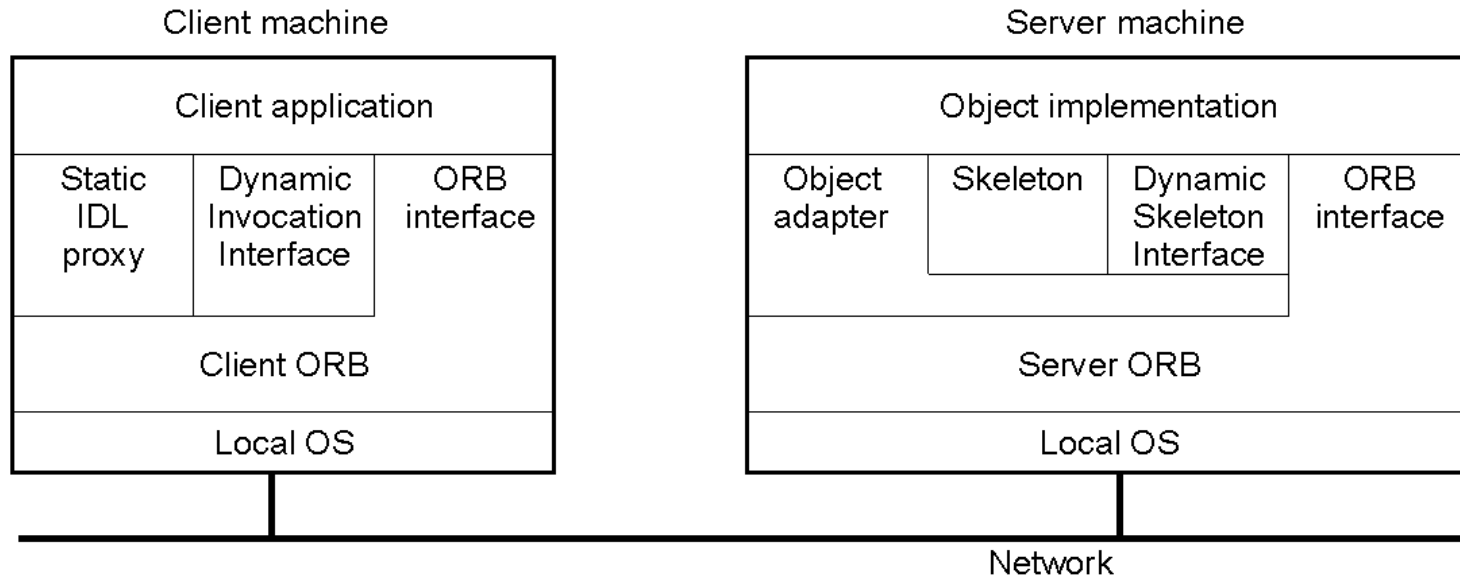 Client machine
Server machine
Client application
Object implementation
Static
IDL
proxy
Dynamic
Invocation
Interface
ORB
interface
Object
adapter
Skeleton
Dynamic
Skeleton
Interface
ORB
interface
Client ORB
Server ORB
Local OS
Local OS
Network